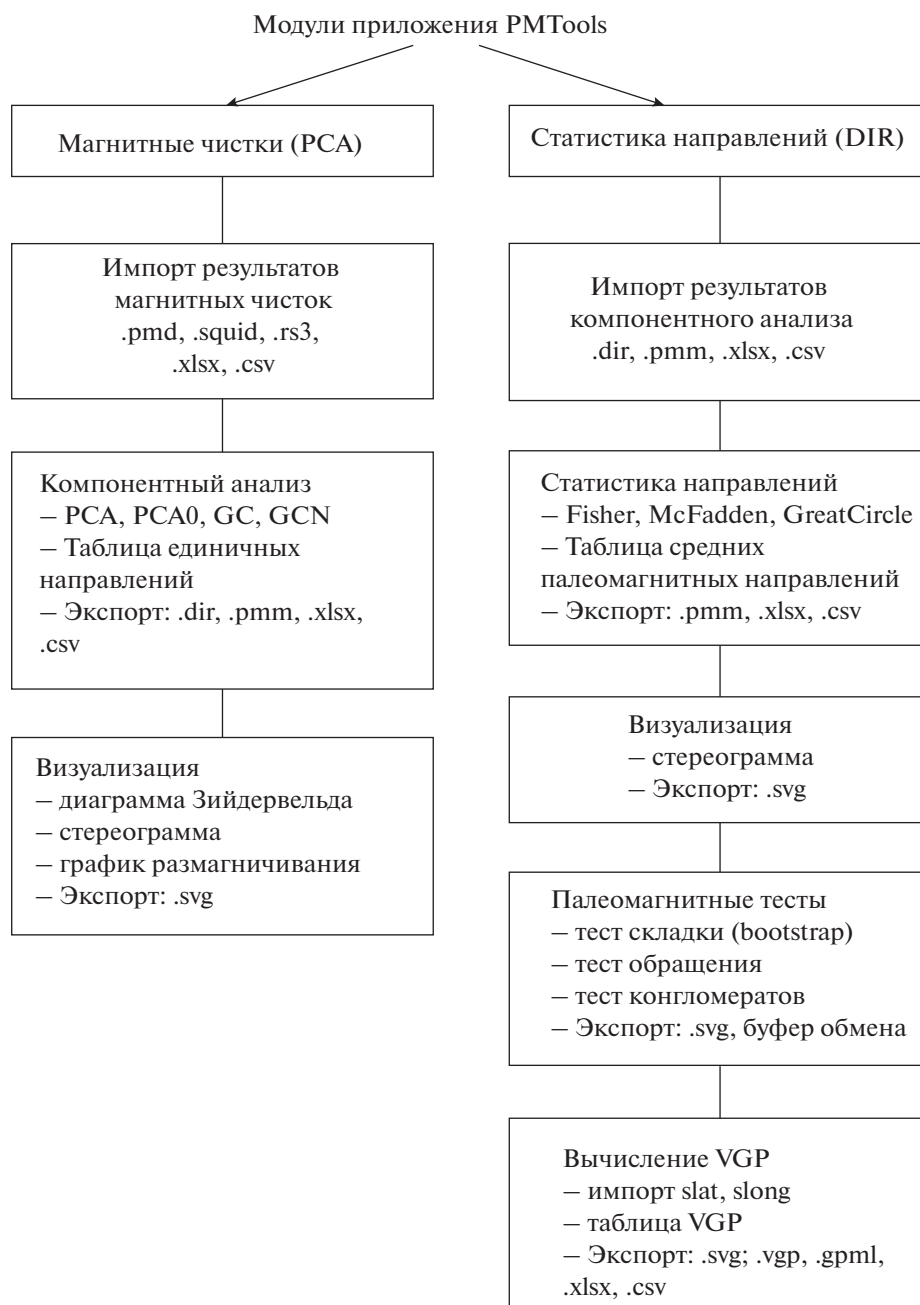 Модули приложения PMTools
Магнитные чистки (PCA)
Импорт результатов
магнитных чисток
.pmd, .squid, .rs3,
.xlsx, .csv
Компонентный анализ
– PCA, PCA0, GC, GCN
– Таблица единичных
направлений
– Экспорт: .dir, .pmm, .xlsx,
.csv
Визуализация
– диаграмма Зийдервельда
– стереограмма
– график размагничивания
– Экспорт: .svg
Статистика направлений (DIR)
Импорт результатов
компонентного анализа
.dir, .pmm, .xlsx, .csv
Статистика направлений
– Fisher, McFadden, GreatCircle
– Таблица средних
палеомагнитных направлений
– Экспорт: .pmm, .xlsx, .csv
Визуализация
– стереограмма
– Экспорт: .svg
Палеомагнитные тесты
– тест складки (bootstrap)
– тест обращения
– тест конгломератов
– Экспорт: .svg, буфер обмена
Вычисление VGP
– импорт slat, slong
– таблица VGP
– Экспорт: .svg; .vgp, .gpml,
.xlsx, .csv